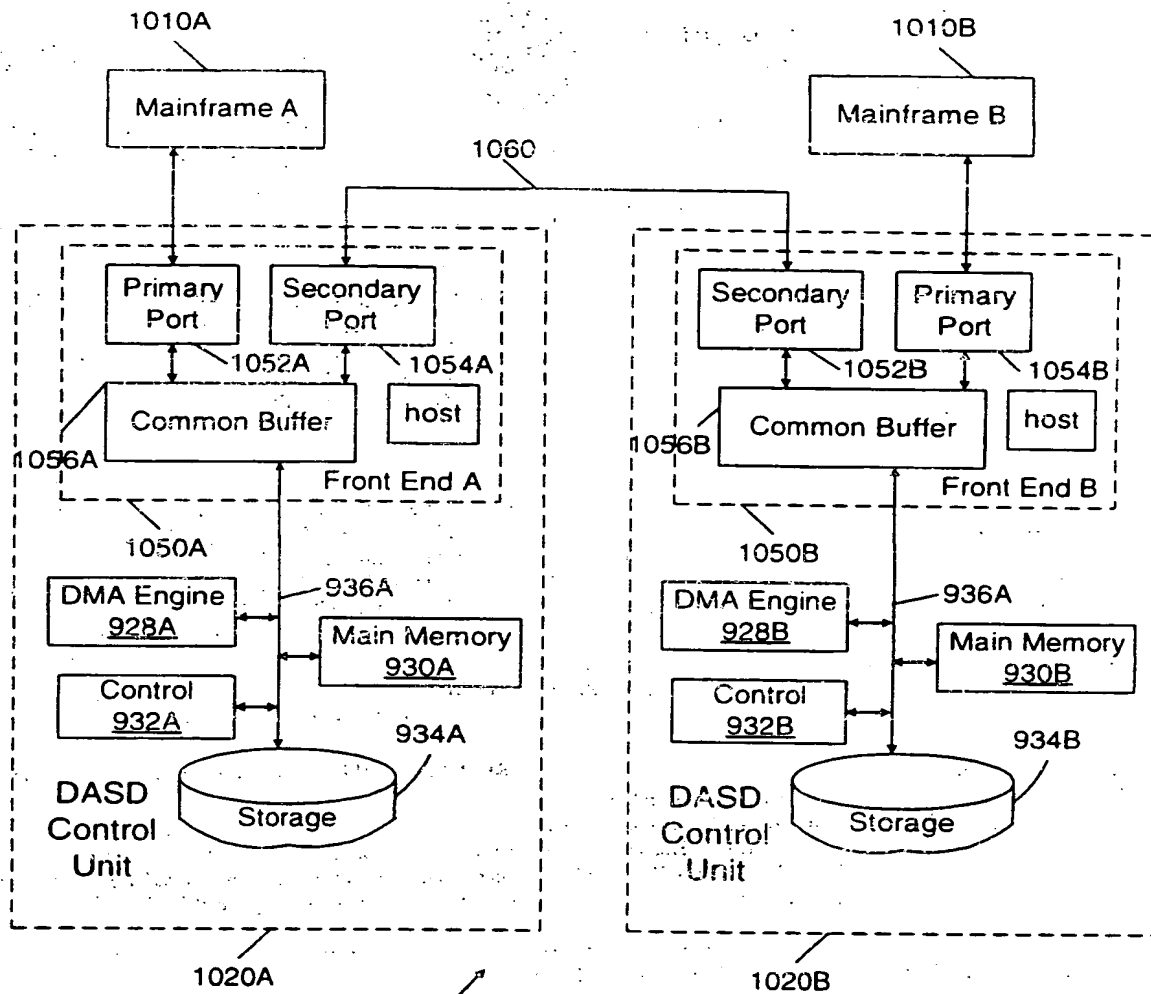 1010A
1010B
Mainframe A
Mainframe B
1060
Primary
Port
Secondary
Port
Secondary
Port
Primary
Port
1052A
1054A
1052B
1054B
Common Buffer
host
Common Buffer
host
1056A
1056B
Front End A
Front End B
1050A
1050B
DMA Engine
928A
936A
DMA Engine
928B
936A
Main Memory
930A
Main Memory
930B
Control
932A
Control
932B
934A
934B
DASD
Control
Unit
Storage
DASD
Control
Unit
Storage
1020A
1020B